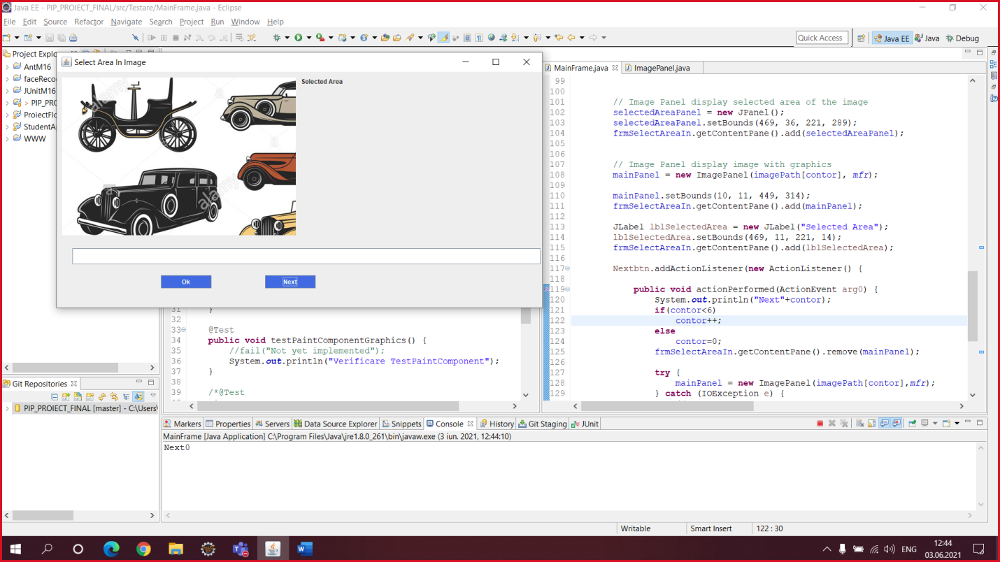 Java EE - PIP_PROIECT_FINAL/src/Testare/MainFrame.java - Eclipse
File Edit Source Refactor Navigate Search Project Run Window Help
Quick Access
Java EE
Java
Debug
Project Explo
AntM16
faceReco
JUnitM16
> PIP_PRO
ProiectFlo
StudentA
WWW
Select Area In Image
alamy
a
a
a
alamy
Selected Area
Ok
Next
MainFrame.java
ImagePanel.java
99
100
101 // Image Panel display selected area of the image
102 selectedAreaPanel = new JPanel();
103 selectedAreaPanel.setBounds(469, 36, 221, 289);
104 frmSelectAreaIn.getContentPane().add(selectedAreaPanel);
105
106
107 // Image Panel display image with graphics
108 mainPanel = new ImagePanel(imagePath[contor], mfr);
109
110 mainPanel.setBounds(10, 11, 449, 314);
111 frmSelectAreaIn.getContentPane().add(mainPanel);
112
113 JLabel lblSelectedArea = new JLabel("Selected Area");
114 lblSelectedArea.setBounds(469, 11, 221, 14);
115 frmSelectAreaIn.getContentPane().add(lblSelectedArea);
116
117 Nextbtn.addActionListener(new ActionListener() {
118
119 public void actionPerformed(ActionEvent arg0) {
120 System.out.println("Next"+contor);
121 if(contor<6)
122 contor++;
123 else
124 contor=0;
125 frmSelectAreaIn.getContentPane().remove(mainPanel);
126
127 try {
128 mainPanel = new ImagePanel(imagePath[contor],mfr);
129 } catch (IOException e) {
31 }
32
33 @Test
34 public void testPaintComponentGraphics() {
35 //fail("Not yet implemented");
36 System.out.println("Verificare TestPaintComponent");
37 }
38
39 /*@Test
Git Repositories
PIP_PROIECT_FINAL [master] - C:\Users\
Markers Properties Servers Data Source Explorer Snippets Console History Git Staging JUnit
MainFrame [Java Application] C:\Program Files\Java\jre1.8.0_261\bin\javaw.exe (3 iun. 2021, 12:44:10)
Next0
Writable Smart Insert 122 : 30
ENG
12:44
03.06.2021